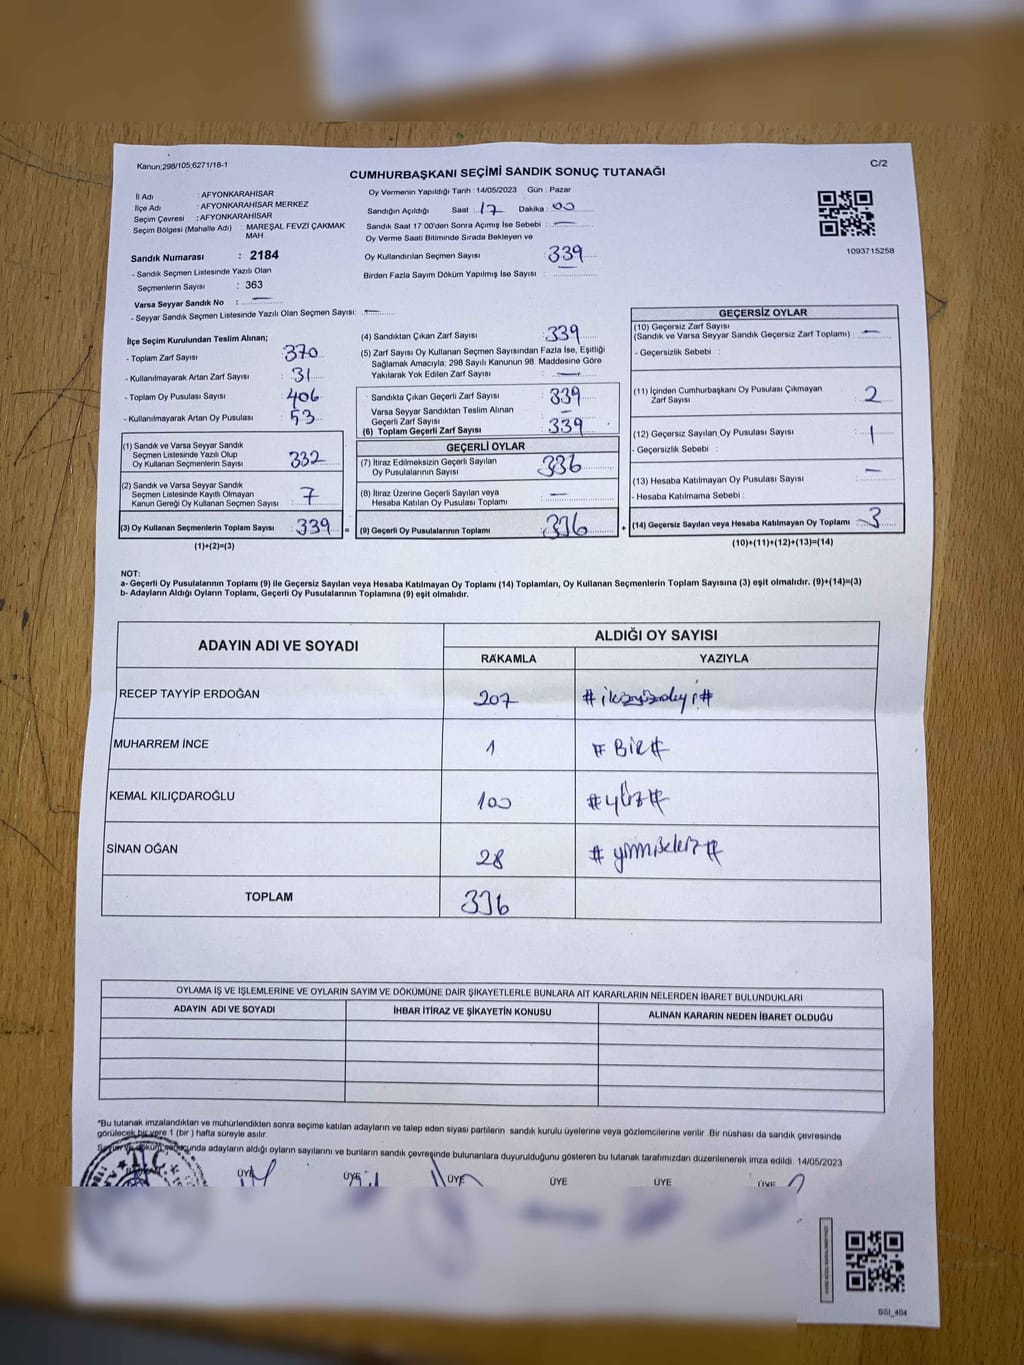 Kanun:298/105,6271/18-1
C/2
CUMHURBAŞKANI SEÇİMİ SANDIK SONUÇ TUTANAĞI
İl Adı : AFYONKARAHİSAR
İlçe Adı : AFYONKARAHİSAR MERKEZ
Seçim Çevresi : AFYONKARAHİSAR
Seçim Bölgesi (Mahalle Adı) : MAREŞAL FEVZİ ÇAKMAK
MAH
Sandık Numarası : 2184
- Sandık Seçmen Listesinde Yazılı Olan
Seçmenlerin Sayısı : 363
Varsa Seyyar Sandık No : —
- Seyyar Sandık Seçmen Listesinde Yazılı Olan Seçmen Sayısı: —
Oy Vermenin Yapıldığı Tarih : 14/05/2023 Gün : Pazar
Sandığın Açıldığı Saat : 17 Dakika : 00
Sandık Saat 17:00'den Sonra Açımış İse Sebebi : —
Oy Verme Saati Bitiminde Sırada Bekleyen ve
Oy Kullandırılan Seçmen Sayısı : 339
Birden Fazla Sayım Döküm Yapılmış İse Sayısı : —
1093715258
İlçe Seçim Kurulundan Teslim Alınan;
- Toplam Zarf Sayısı : 370
- Kullanılmayarak Artan Zarf Sayısı : 31
- Toplam Oy Pusulası Sayısı : 406
- Kullanılmayarak Artan Oy Pusulası : 53
(1) Sandık ve Varsa Seyyar Sandık
Seçmen Listesinde Yazılı Olup
Oy Kullanan Seçmenlerin Sayısı : 332
(2) Sandık ve Varsa Seyyar Sandık
Seçmen Listesinde Kayıtlı Olmayan
Kanun Gereği Oy Kullanan Seçmen Sayısı : 7
(3) Oy Kullanan Seçmenlerin Toplam Sayısı : 339 =
(1)+(2)=(3)
(4) Sandıktan Çıkan Zarf Sayısı : 339
(5) Zarf Sayısı Oy Kullanan Seçmen Sayısından Fazla İse, Eşitliği
Sağlamak Amacıyla; 298 Sayılı Kanunun 98. Maddesine Göre
Yakılarak Yok Edilen Zarf Sayısı : —
Sandıkta Çıkan Geçerli Zarf Sayısı : 339
Varsa Seyyar Sandıktan Teslim Alınan
Geçerli Zarf Sayısı : —
(6) Toplam Geçerli Zarf Sayısı : 339
GEÇERLİ OYLAR
(7) İtiraz Edilmeksizin Geçerli Sayılan
Oy Pusulalarının Sayısı : 336
(8) İtiraz Üzerine Geçerli Sayılan veya
Hesaba Katılan Oy Pusulası Toplamı : —
(9) Geçerli Oy Pusulalarının Toplamı : 336 +
GEÇERSİZ OYLAR
(10) Geçersiz Zarf Sayısı
(Sandık ve Varsa Seyyar Sandık Geçersiz Zarf Toplamı) : —
- Geçersizlik Sebebi :
(11) İçinden Cumhurbaşkanı Oy Pusulası Çıkmayan
Zarf Sayısı : 2
(12) Geçersiz Sayılan Oy Pusulası Sayısı : 1
- Geçersizlik Sebebi :
(13) Hesaba Katılmayan Oy Pusulası Sayısı : —
- Hesaba Katılmama Sebebi :
(14) Geçersiz Sayılan veya Hesaba Katılmayan Oy Toplamı : 3
(10)+(11)+(12)+(13)=(14)
NOT:
a- Geçerli Oy Pusulalarının Toplamı (9) ile Geçersiz Sayılan veya Hesaba Katılmayan Oy Toplamı (14) Toplamları, Oy Kullanan Seçmenlerin Toplam Sayısına (3) eşit olmalıdır. (9)+(14)=(3)
b- Adayların Aldığı Oyların Toplamı, Geçerli Oy Pusulalarının Toplamına (9) eşit olmalıdır.
ADAYIN ADI VE SOYADI
ALDIĞI OY SAYISI
RAKAMLA YAZIYLA
RECEP TAYYİP ERDOĞAN 207 #ikiyüzyedi#
MUHARREM İNCE 1 #Bir#
KEMAL KILIÇDAROĞLU 100 #yüz#
SİNAN OĞAN 28 #yirmisekiz#
TOPLAM 336
OYLAMA İŞ VE İŞLEMLERİNE VE OYLARIN SAYIM VE DÖKÜMÜNE DAİR ŞİKAYETLERLE BUNLARA AİT KARARLARIN NELERDEN İBARET BULUNDUKLARI
ADAYIN ADI VE SOYADI İHBAR İTİRAZ VE ŞİKAYETİN KONUSU ALINAN KARARIN NEDEN İBARET OLDUĞU
*Bu tutanak imzalandıktan ve mühürlendikten sonra seçime katılan adayların ve talep eden siyasi partilerin sandık kurulu üyelerine veya gözlemcilerine verilir .Bir nüshası da sandık çevresinde
görülecek bir yere 1 (bir ) hafta süreyle asılır.
adayların aldığı oyların sayılarını ve bunların sandık çevresinde bulunanlara duyurulduğunu gösteren bu tutanak tarafımızdan düzenlenerek imza edildi. 14/05/2023
ÜYE ÜYE ÜYE ÜYE ÜYE ÜYE
SSI_404